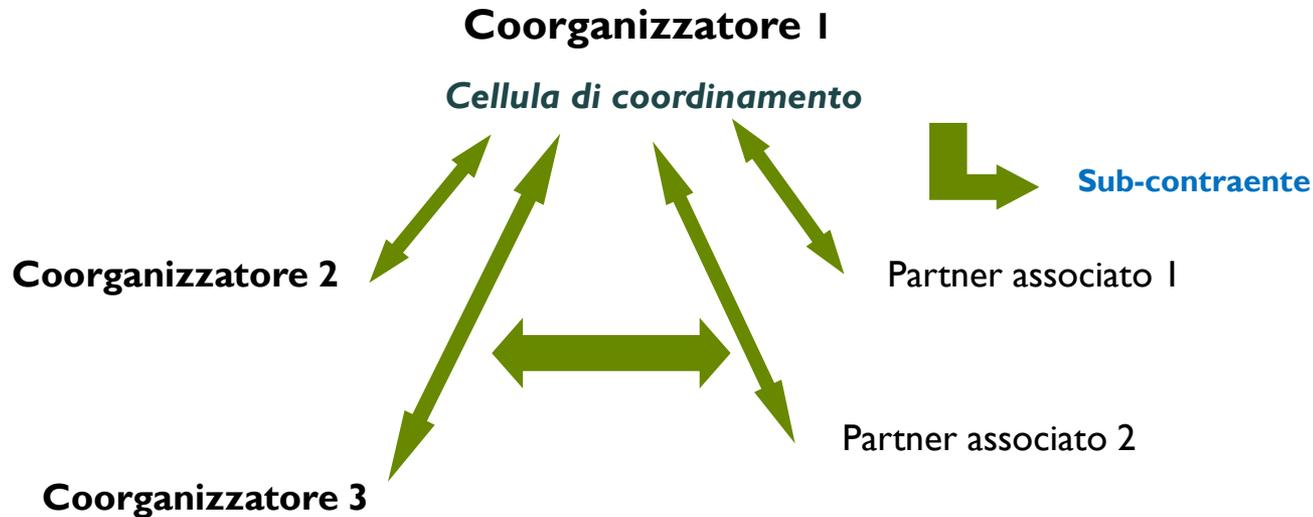 Coorganizzatore 1
Cellula di coordinamento
Sub-contraente
Coorganizzatore 2
Partner associato 1
Partner associato 2
Coorganizzatore 3